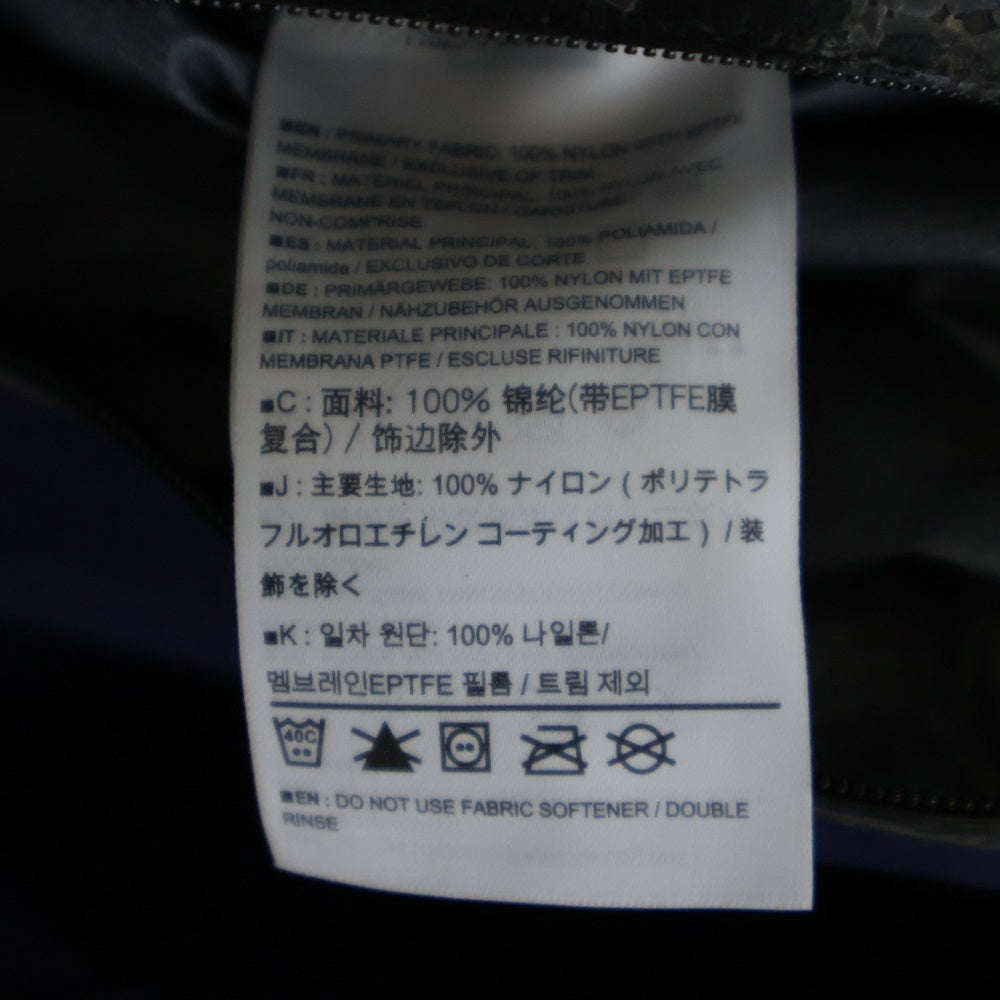 ■EN : PRIMARY FABRIC: 100% NYLON WITH EPTFE
MEMBRANE / EXCLUSIVE OF TRIM
■FR : MATERIEL PRINCIPAL: 100% NYLON AVEC
MEMBRANE EN TEFLON / GARNITURE
NON-COMPRISE
■ES : MATERIAL PRINCIPAL: 100% POLIAMIDA /
poliamida / EXCLUSIVO DE CORTE
■DE : PRIMÄRGEWEBE: 100% NYLON MIT EPTFE
MEMBRAN / NÄHZUBEHÖR AUSGENOMMEN
■IT : MATERIALE PRINCIPALE : 100% NYLON CON
MEMBRANA PTFE / ESCLUSE RIFINITURE
■C : 面料: 100% 锦纶(带EPTFE膜
复合) / 饰边除外
■J : 主要生地: 100% ナイロン ( ポリテトラ
フルオロエチレン コーティング加工 ) / 装
飾を除く
■K : 일차 원단: 100% 나일론/
멤브레인EPTFE 필름 / 트림 제외
40C
■EN : DO NOT USE FABRIC SOFTENER / DOUBLE
RINSE